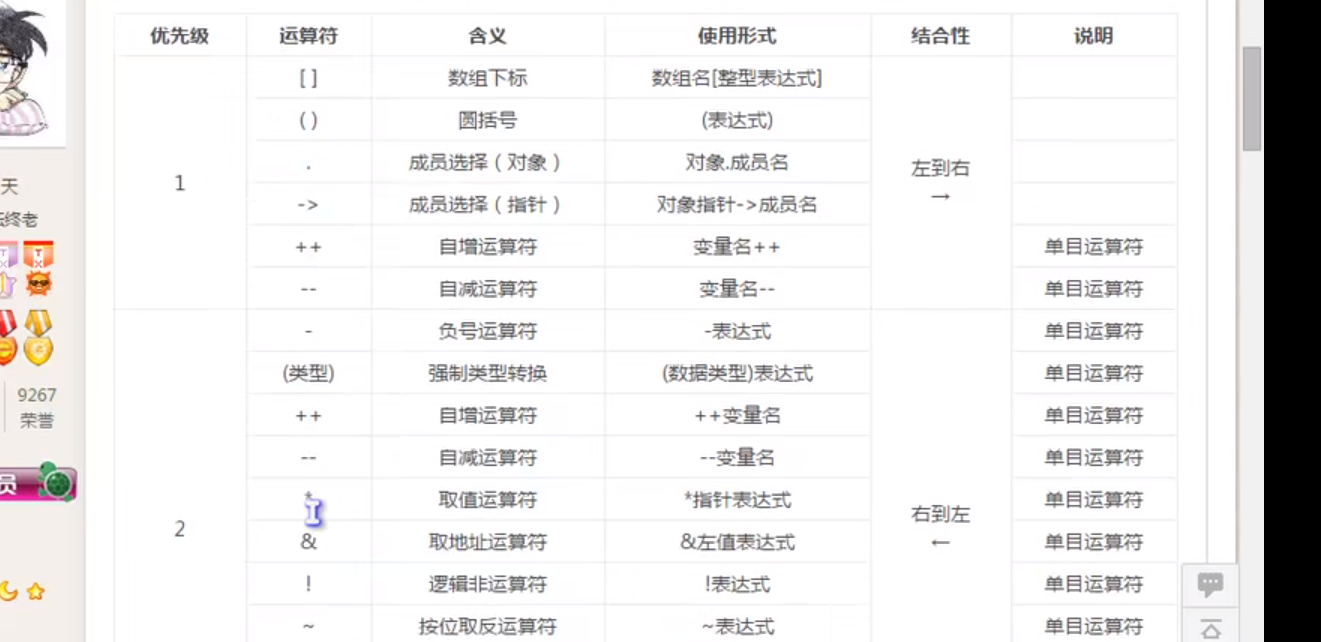 优先级 运算符 含义 使用形式 结合性 说明
[ ] 数组下标 数组名[整型表达式]
( ) 圆括号 (表达式)
. 成员选择（对象） 对象.成员名
1 左到右
→
-> 成员选择（指针） 对象指针->成员名
++ 自增运算符 变量名++ 单目运算符
-- 自减运算符 变量名-- 单目运算符
- 负号运算符 -表达式 单目运算符
(类型) 强制类型转换 (数据类型)表达式 单目运算符
++ 自增运算符 ++变量名 单目运算符
-- 自减运算符 --变量名 单目运算符
* 取值运算符 *指针表达式 单目运算符
2 右到左
←
& 取地址运算符 &左值表达式 单目运算符
! 逻辑非运算符 !表达式 单目运算符
~ 按位取反运算符 ~表达式 单目运算符
天
终老
9267
荣誉
员